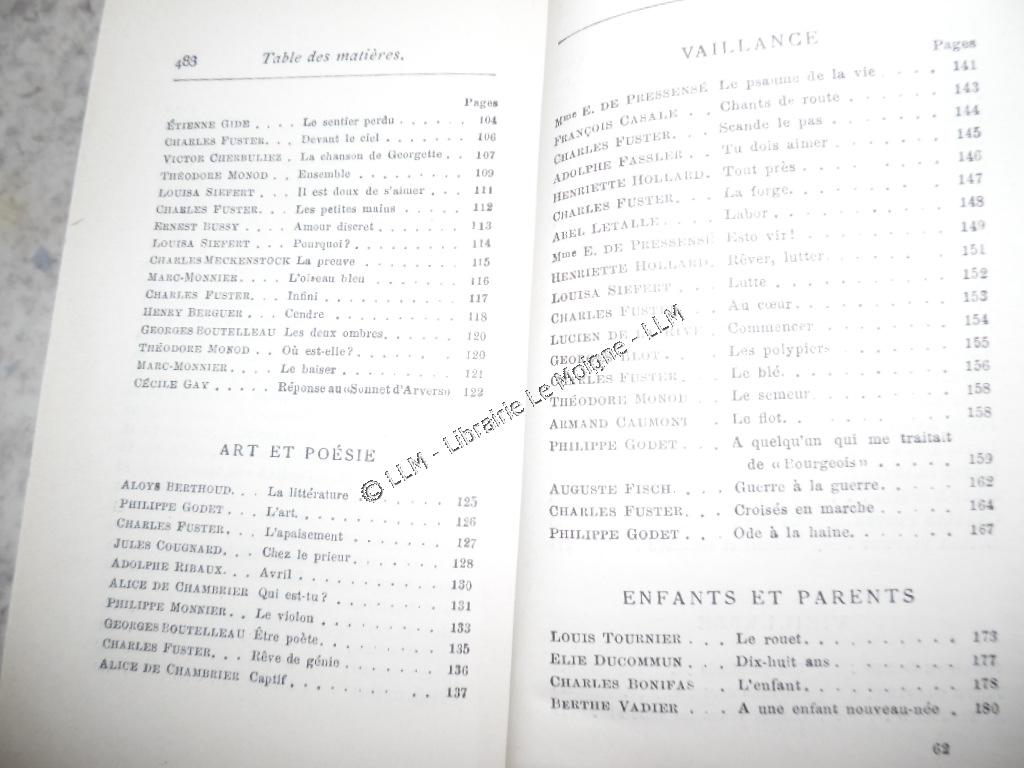 483 Table des matières.
Pages
ÉTIENNE GIDE . . . . Le sentier perdu . . . . . . . 104
CHARLES FUSTER. . . Devant le ciel . . . . . . . . 106
VICTOR CHERBULIEZ . La chanson de Georgette . . 107
THÉODORE MONOD . . Ensemble . . . . . . . . . . 109
LOUISA SIEFERT . . . Il est doux de s'aimer . . . 111
CHARLES FUSTER. . . Les petites mains . . . . . . 112
ERNEST BUSSY . . . . Amour discret . . . . . . . . 113
LOUISA SIEFERT . . . Pourquoi? . . . . . . . . . . 114
CHARLES MECKENSTOCK La preuve . . . . . . . . . . 115
MARC-MONNIER. . . . L'oiseau bleu . . . . . . . . 116
CHARLES FUSTER. . . Infini . . . . . . . . . . . . 117
HENRY BERGUER . . . Cendre . . . . . . . . . . . 118
GEORGES BOUTELLEAU Les deux ombres. . . . . . . 120
THÉODORE MONOD . . Où est-elle? . . . . . . . . . 120
MARC-MONNIER. . . . Le baiser . . . . . . . . . . 121
CÉCILE GAY . . . . . Réponse au «Sonnet d'Arvers» 122
ART ET POÉSIE
ALOYS BERTHOUD. . . La littérature . . . . . . . . 125
PHILIPPE GODET . . . L'art. . . . . . . . . . . . . 126
CHARLES FUSTER. . . L'apaisement . . . . . . . . 127
JULES COUGNARD. . . Chez le prieur. . . . . . . . 128
ADOLPHE RIBAUX. . . Avril . . . . . . . . . . . . 130
ALICE DE CHAMBRIER Qui est-tu? . . . . . . . . . 131
PHILIPPE MONNIER. . Le violon . . . . . . . . . . 133
GEORGES BOUTELLEAU Être poète. . . . . . . . . . 135
CHARLES FUSTER. . . Rêve de génie . . . . . . . . 136
ALICE DE CHAMBRIER Captif . . . . . . . . . . . . 137
VAILLANCE
Pages
Mme E. DE PRESSENSÉ Le psaume de la vie . . . . 141
FRANÇOIS CASALE . . Chants de route . . . . . . . 143
CHARLES FUSTER. . . Scande le pas . . . . . . . . 144
ADOLPHE FASSLER . . Tu dois aimer . . . . . . . . 145
HENRIETTE HOLLARD. Tout près . . . . . . . . . . 146
CHARLES FUSTER. . . La forge. . . . . . . . . . . 147
ABEL LETALLE. . . . Labor . . . . . . . . . . . . 148
Mme E. DE PRESSENSÉ Esto vir! . . . . . . . . . . 149
HENRIETTE HOLLARD. Rêver, lutter. . . . . . . . . 151
LOUISA SIEFERT . . . Lutte . . . . . . . . . . . . 152
CHARLES FUSTER. . . Au cœur. . . . . . . . . . . 153
LUCIEN DE Commencer . . . . . . . . . 154
Les polypiers . . . . . . . . 155
CHARLES FUSTER. . . Le blé. . . . . . . . . . . . 156
THÉODORE MONOD . . Le semeur. . . . . . . . . . 158
ARMAND CAUMONT . . Le flot. . . . . . . . . . . . 158
PHILIPPE GODET . . . A quelqu'un qui me traitait
de «Bourgeois» . . . . . 159
AUGUSTE FISCH. . . . Guerre à la guerre. . . . . . 162
CHARLES FUSTER. . . Croisés en marche . . . . . . 164
PHILIPPE GODET . . . Ode à la haine. . . . . . . . 167
ENFANTS ET PARENTS
LOUIS TOURNIER . . . Le rouet. . . . . . . . . . . 173
ELIE DUCOMMUN . . . Dix-huit ans. . . . . . . . . 177
CHARLES BONIFAS . . L'enfant. . . . . . . . . . . 178
BERTHE VADIER . . . A une enfant nouveau-née . 180
62
© LLM - Librairie Le Moigne - LLM